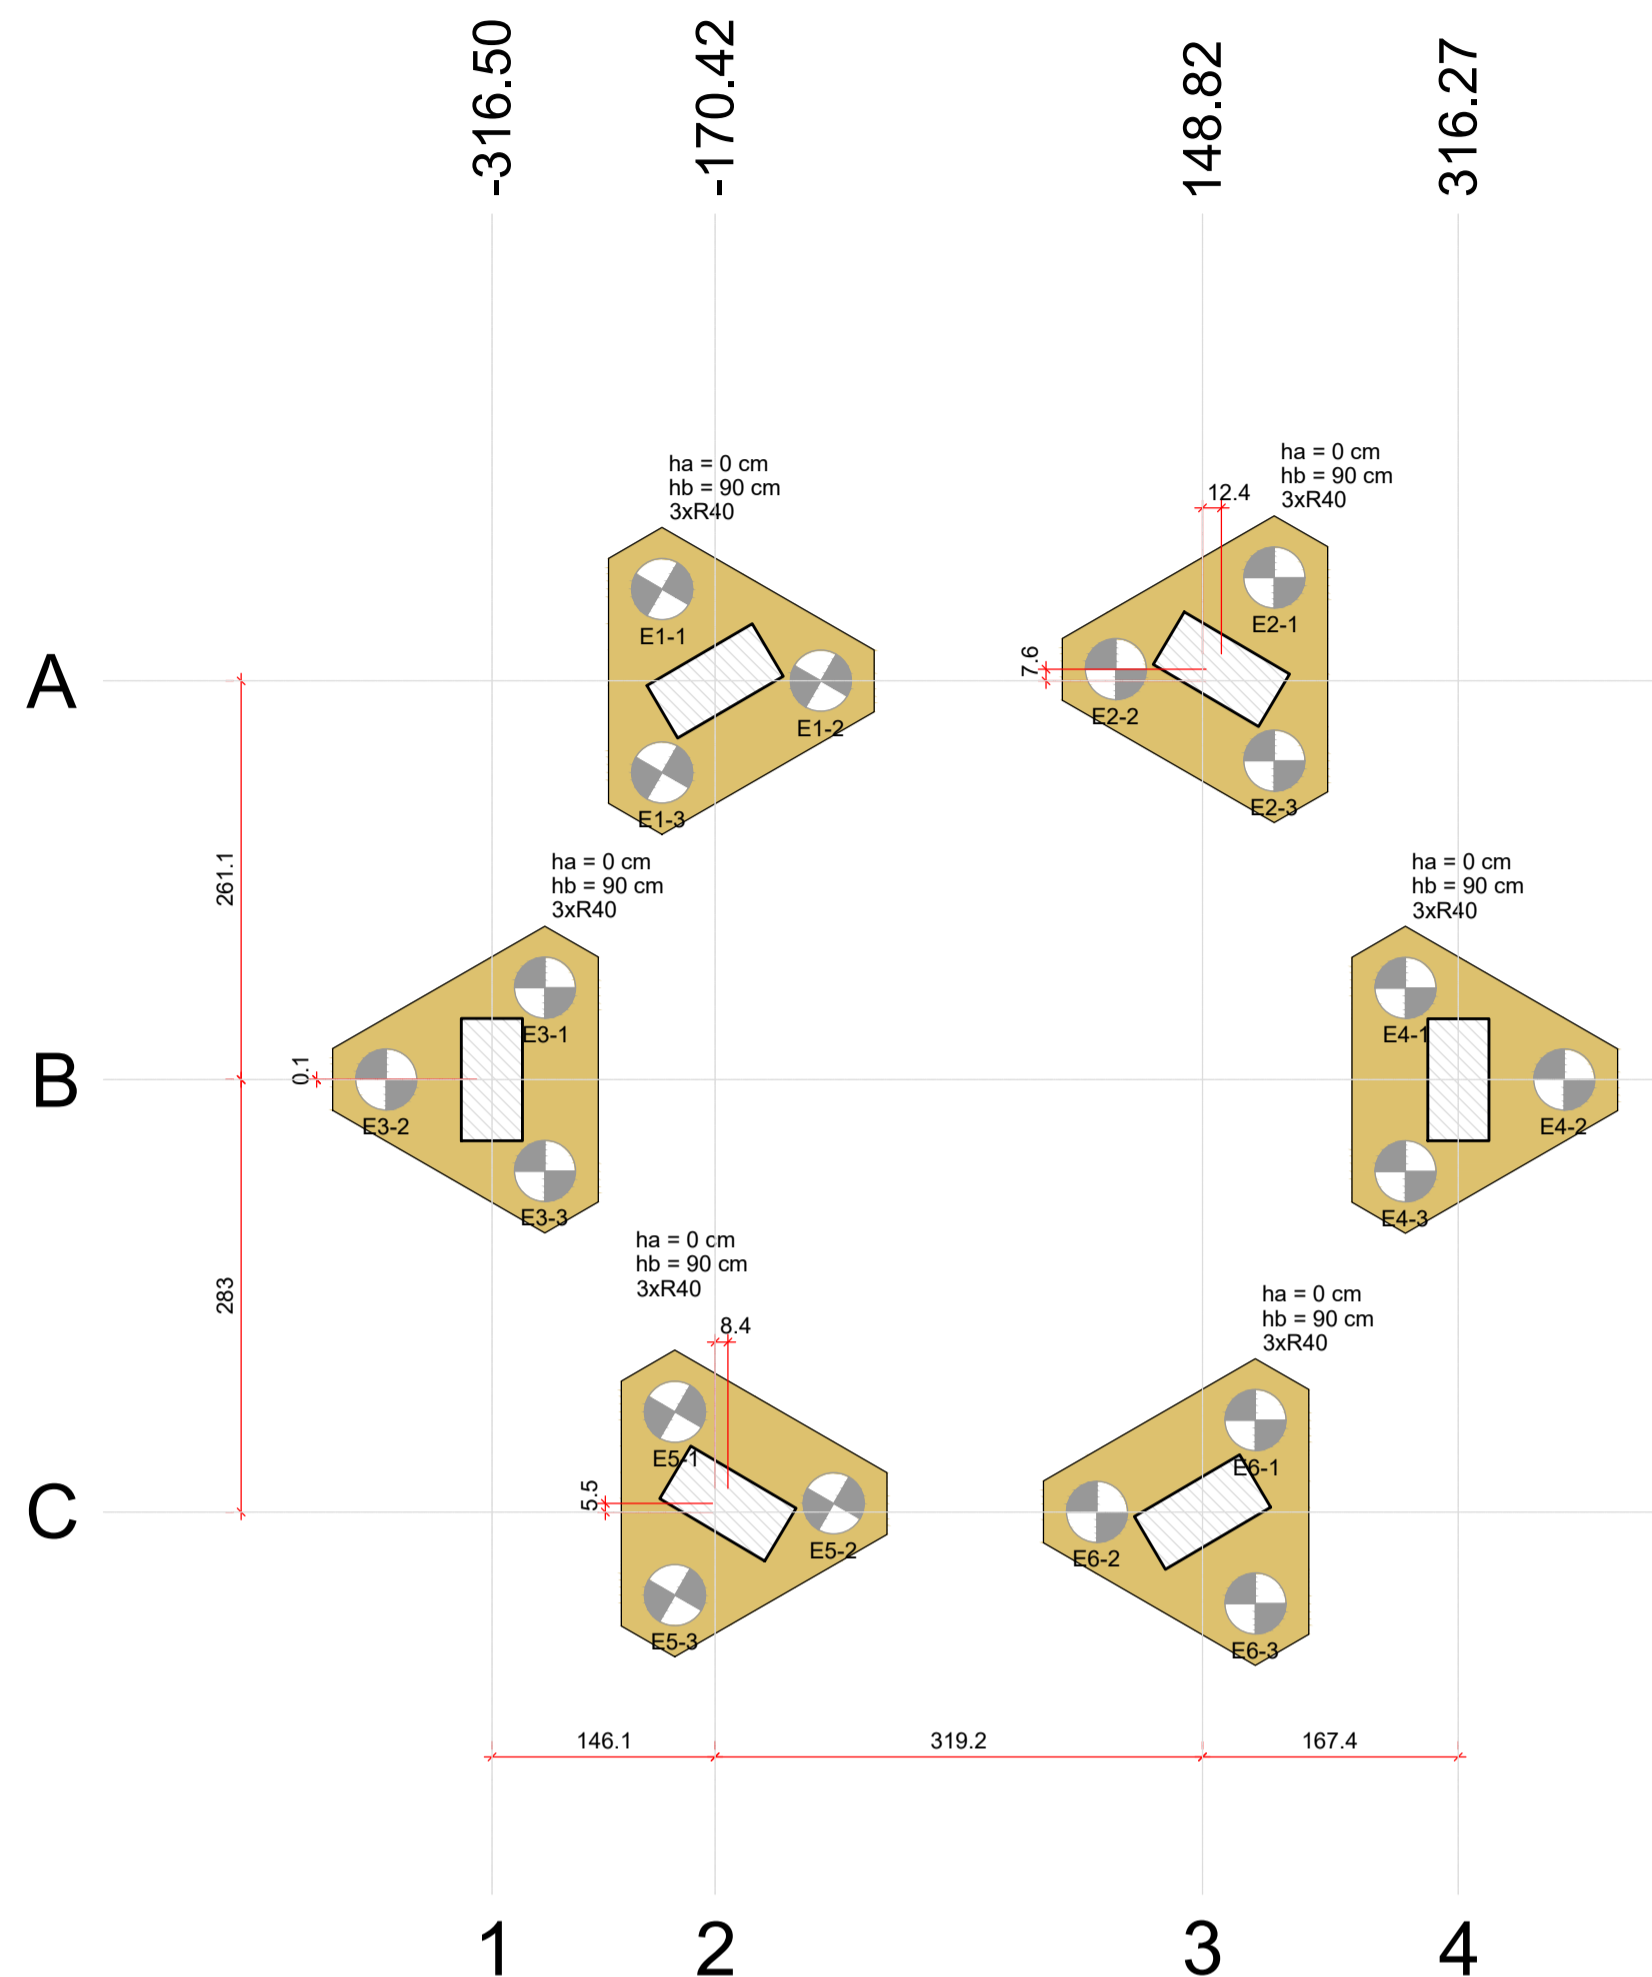 -316.50
-170.42
148.82
316.27
ha = 0 cm
hb = 90 cm
3xR40
ha = 0 cm
hb = 90 cm
3xR40
12.4
E1-1
E2-1
7.6
A
E1-2
E2-2
E1-3
E2-3
261.1
ha = 0 cm
hb = 90 cm
3xR40
ha = 0 cm
hb = 90 cm
3xR40
E3-1
E4-1
0.1
B
E3-2
E4-2
E3-3
E4-3
283
ha = 0 cm
hb = 90 cm
3xR40
ha = 0 cm
hb = 90 cm
3xR40
8.4
E5-1
E6-1
5.5
C
E5-2
E6-2
E5-3
E6-3
146.1
319.2
167.4
1
2
3
4